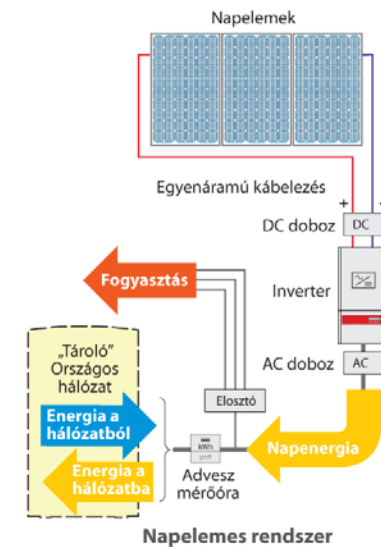 Napelemek
Egyenáramú kábelezés
+ -
DC doboz
DC
Inverter
Fogyasztás
AC doboz
AC
„Tároló”
Országos
hálózat
Elosztó
Energia a
hálózatból
Napenergia
kWh
Energia a
hálózatba
Advesz
mérőóra
Napelemes rendszer